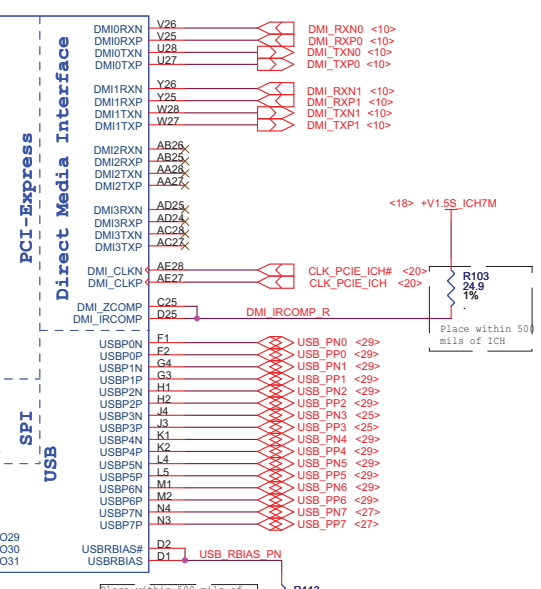 DMI0RXN V26 DMI_RXN0 <10>
DMI0RXP V25 DMI_RXP0 <10>
DMI0TXN U28 DMI_TXN0 <10>
DMI0TXP U27 DMI_TXP0 <10>
DMI1RXN Y26 DMI_RXN1 <10>
DMI1RXP Y25 DMI_RXP1 <10>
DMI1TXN W28 DMI_TXN1 <10>
DMI1TXP W27 DMI_TXP1 <10>
DMI2RXN AB26
DMI2RXP AB25
DMI2TXN AA28
DMI2TXP AA27
DMI3RXN AD25
DMI3RXP AD24
DMI3TXN AC28
DMI3TXP AC27
PCI-Express
Direct Media Interface
<18> +V1.5S_ICH7M
DMI_CLKN AE28 CLK_PCIE_ICH# <20>
DMI_CLKP AE27 CLK_PCIE_ICH <20>
R103
24.9
1%
DMI_ZCOMP C25
DMI_IRCOMP D25 DMI_IRCOMP_R
Place within 500
mils of ICH
USBP0N F1 USB_PN0 <29>
USBP0P F2 USB_PP0 <29>
USBP1N G4 USB_PN1 <29>
USBP1P G3 USB_PP1 <29>
USBP2N H1 USB_PN2 <29>
USBP2P H2 USB_PP2 <29>
USBP3N J4 USB_PN3 <25>
USBP3P J3 USB_PP3 <25>
USBP4N K1 USB_PN4 <29>
USBP4P K2 USB_PP4 <29>
USBP5N L4 USB_PN5 <29>
USBP5P L5 USB_PP5 <29>
USBP6N M1 USB_PN6 <29>
USBP6P M2 USB_PP6 <29>
USBP7N N4 USB_PN7 <27>
USBP7P N3 USB_PP7 <27>
SPI
USB
O29
O30
O31
USBRBIAS# D2
USBRBIAS D1 USB_RBIAS_PN
Place within 500 mils of